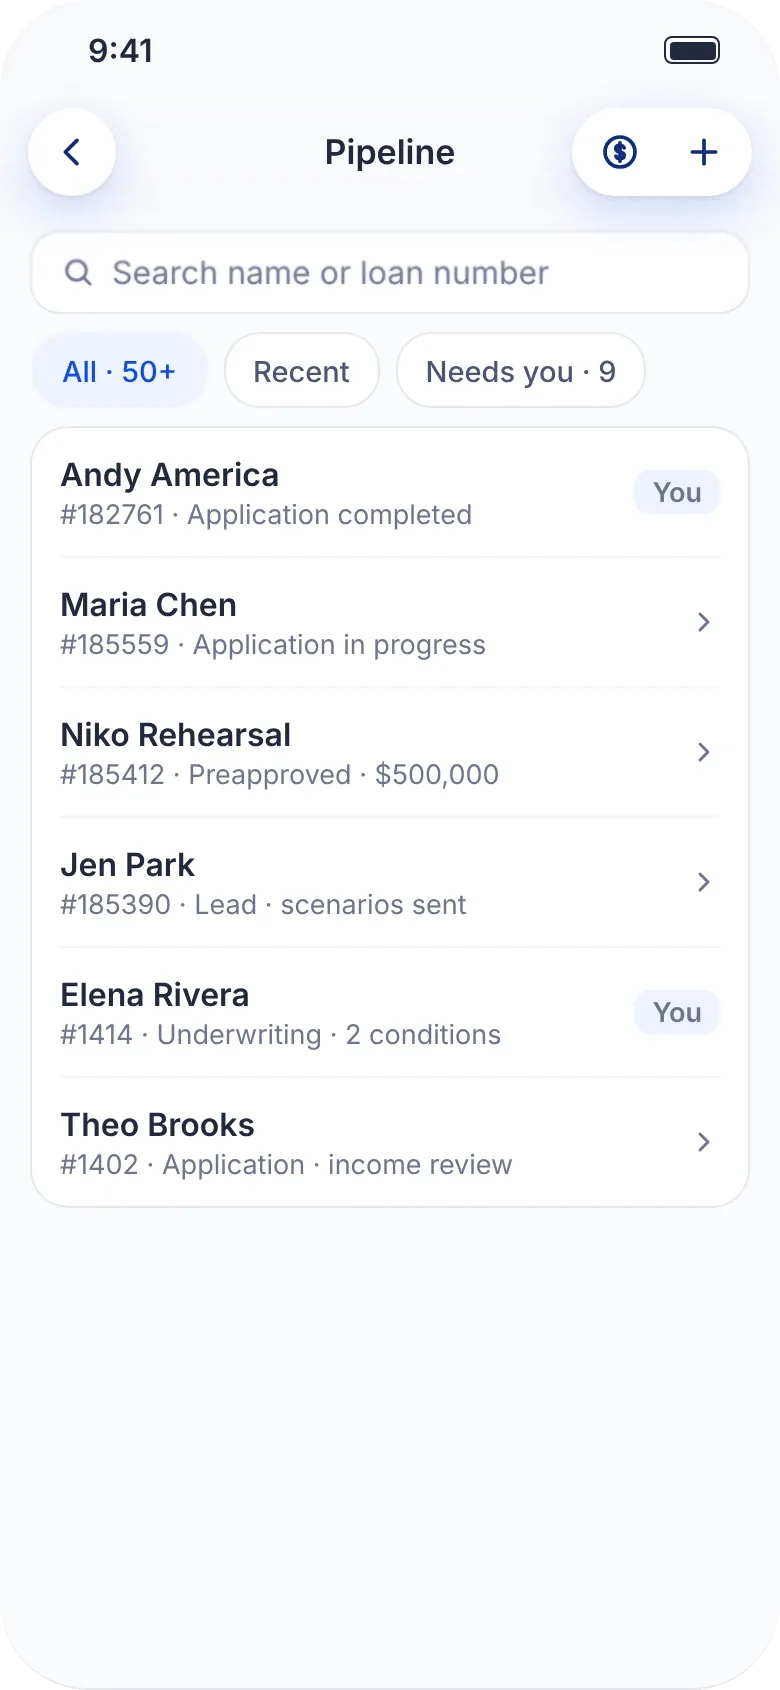 9:41
Pipeline
Search name or loan number
All · 50+
Recent
Needs you · 9
Andy America
#182761 · Application completed
You
Maria Chen
#185559 · Application in progress
Niko Rehearsal
#185412 · Preapproved · $500,000
Jen Park
#185390 · Lead · scenarios sent
Elena Rivera
#1414 · Underwriting · 2 conditions
You
Theo Brooks
#1402 · Application · income review